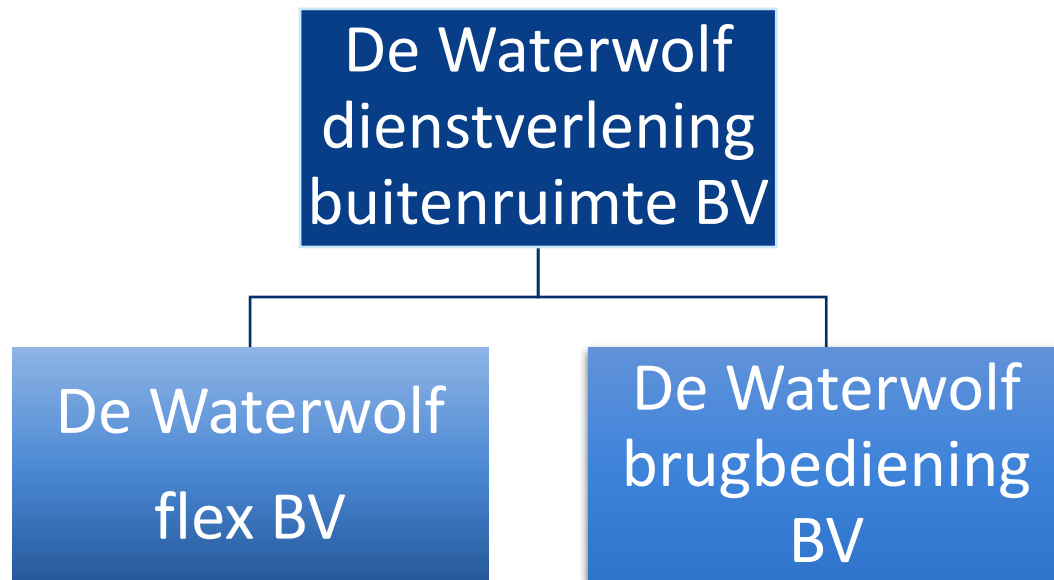 De Waterwolf
dienstverlening
buitenruimte BV
De Waterwolf
flex BV
De Waterwolf
brugbediening
BV